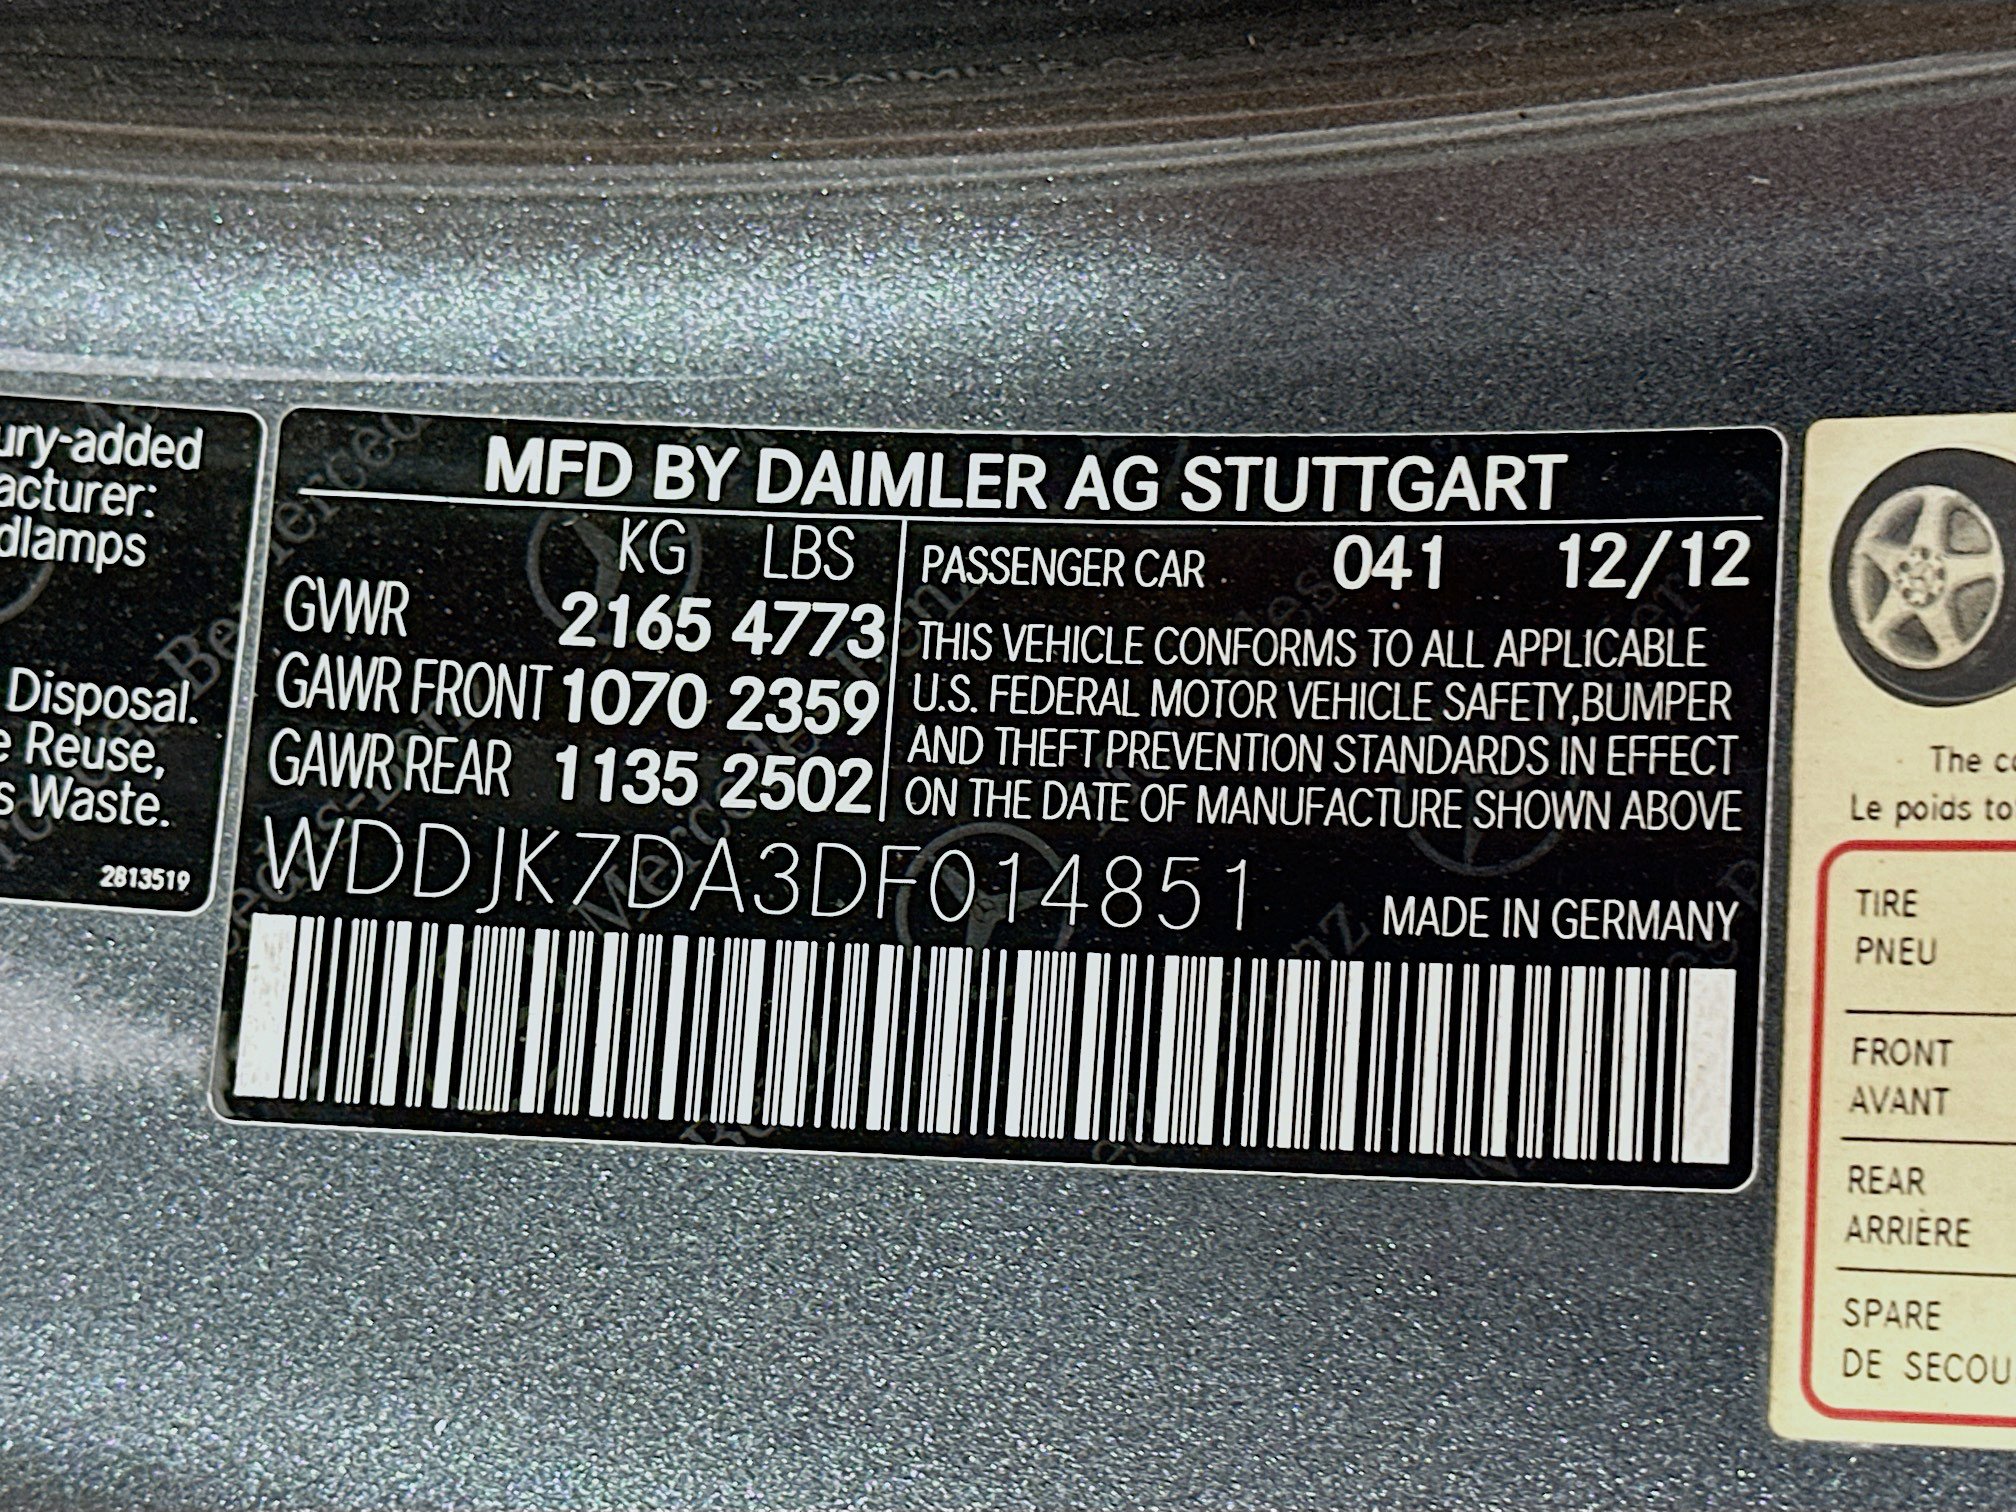 ury-added
acturer:
dlamps
Disposal.
e Reuse,
s Waste.
2813519
MFD BY DAIMLER AG STUTTGART
KG LBS
GVWR 2165 4773
GAWR FRONT 1070 2359
GAWR REAR 1135 2502
PASSENGER CAR 041 12/12
THIS VEHICLE CONFORMS TO ALL APPLICABLE
U.S. FEDERAL MOTOR VEHICLE SAFETY,BUMPER
AND THEFT PREVENTION STANDARDS IN EFFECT
ON THE DATE OF MANUFACTURE SHOWN ABOVE
WDDJK7DA3DF014851
MADE IN GERMANY
The co
Le poids to
TIRE
PNEU
FRONT
AVANT
REAR
ARRIÈRE
SPARE
DE SECOU